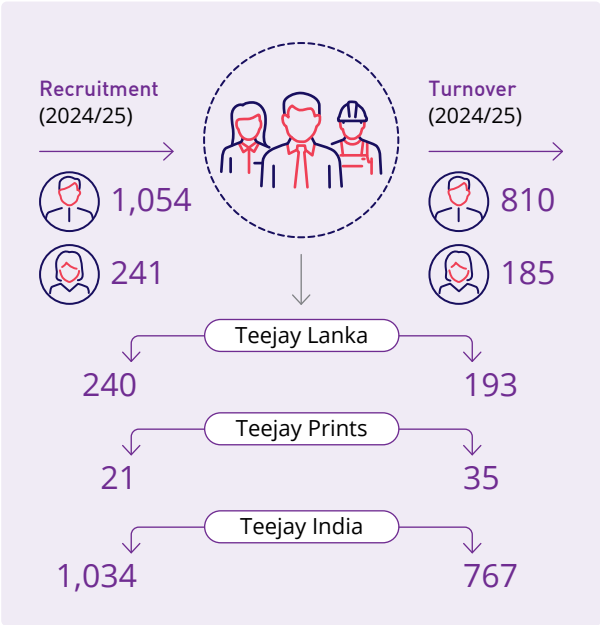 Recruitment
(2024/25)
1,054
241
Turnover
(2024/25)
810
185
Teejay Lanka
240
193
Teejay Prints
21
35
Teejay India
1,034
767